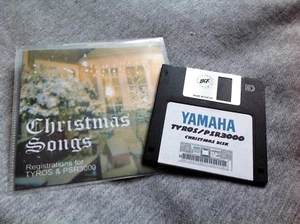 Christmas
Songs
Registrations for
TYROS & PSR3000
YAMAHA
TYROS/PSR3000
CHRISTMAS DISK